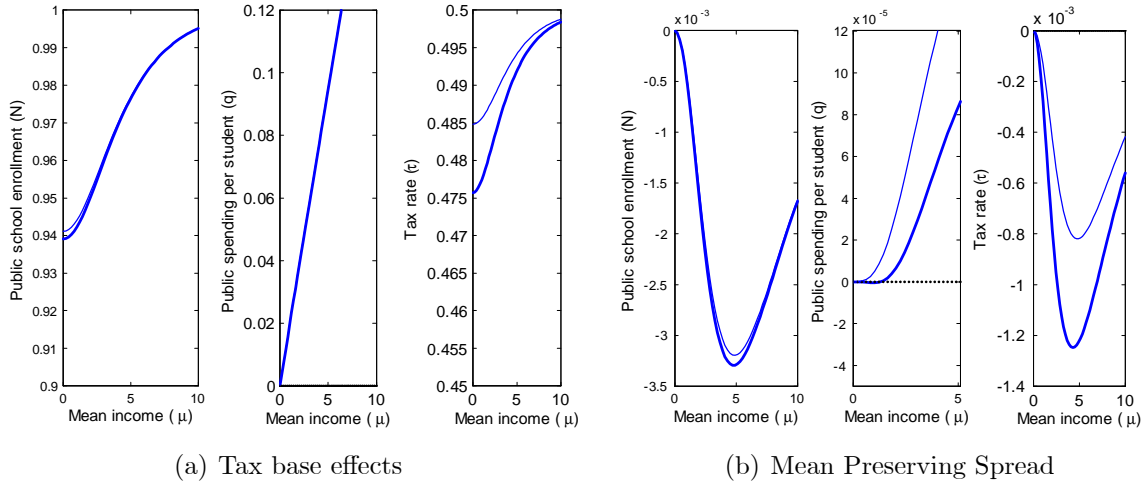 Public school enrollment (N)
1
0.99
0.98
0.97
0.96
0.95
0.94
0.93
0.92
0.91
0.9
0 5 10
Mean income ( μ)
Public spending per student (q)
0.12
0.1
0.08
0.06
0.04
0.02
0
0 5 10
Mean income ( μ)
Tax rate (τ)
0.5
0.495
0.49
0.485
0.48
0.475
0.47
0.465
0.46
0.455
0.45
0 5 10
Mean income ( μ)
(a) Tax base effects
x 10 -3
Public school enrollment (N)
0
-0.5
-1
-1.5
-2
-2.5
-3
-3.5
0 5 10
Mean income ( μ)
x 10 -5
Public spending per student (q)
12
10
8
6
4
2
0
-2
-4
0 5
Mean income ( μ)
x 10 -3
Tax rate (τ)
0
-0.2
-0.4
-0.6
-0.8
-1
-1.2
-1.4
0 5 10
Mean income ( μ)
(b) Mean Preserving Spread